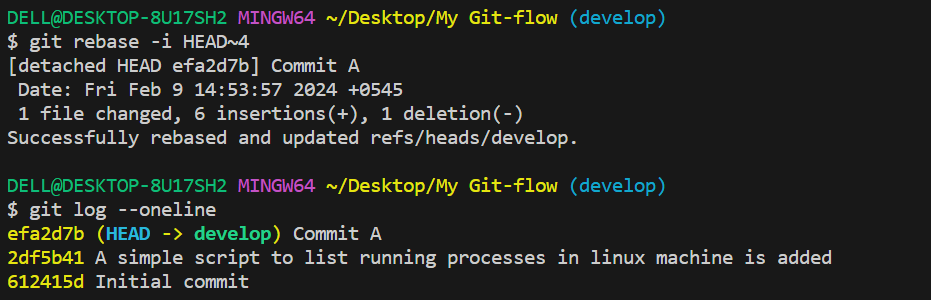 DELL@DESKTOP-8U17SH2 MINGW64 ~/Desktop/My Git-flow (develop)
$ git rebase -i HEAD~4
[detached HEAD efa2d7b] Commit A
 Date: Fri Feb 9 14:53:57 2024 +0545
 1 file changed, 6 insertions(+), 1 deletion(-)
Successfully rebased and updated refs/heads/develop.
DELL@DESKTOP-8U17SH2 MINGW64 ~/Desktop/My Git-flow (develop)
$ git log --oneline
efa2d7b (HEAD -> develop) Commit A
2df5b41 A simple script to list running processes in linux machine is added
612415d Initial commit